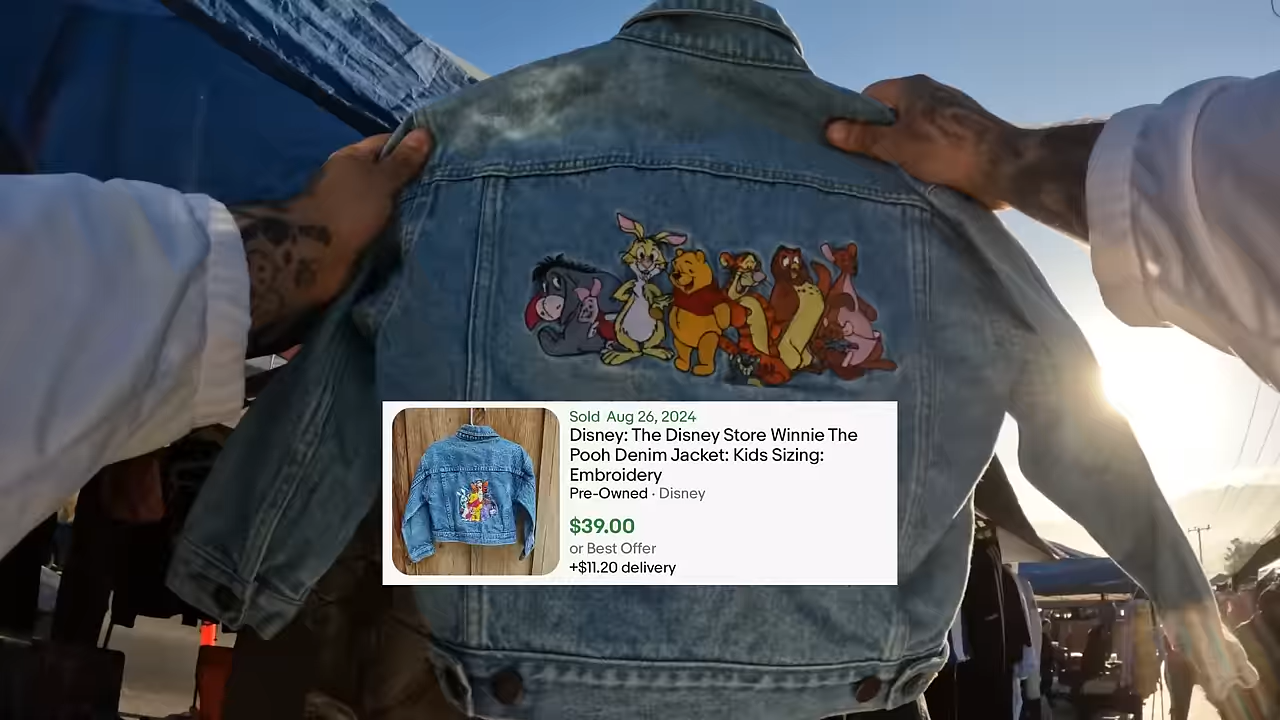 Sold Aug 26, 2024
Disney: The Disney Store Winnie The
Pooh Denim Jacket: Kids Sizing:
Embroidery
Pre-Owned · Disney
$39.00
or Best Offer
+$11.20 delivery